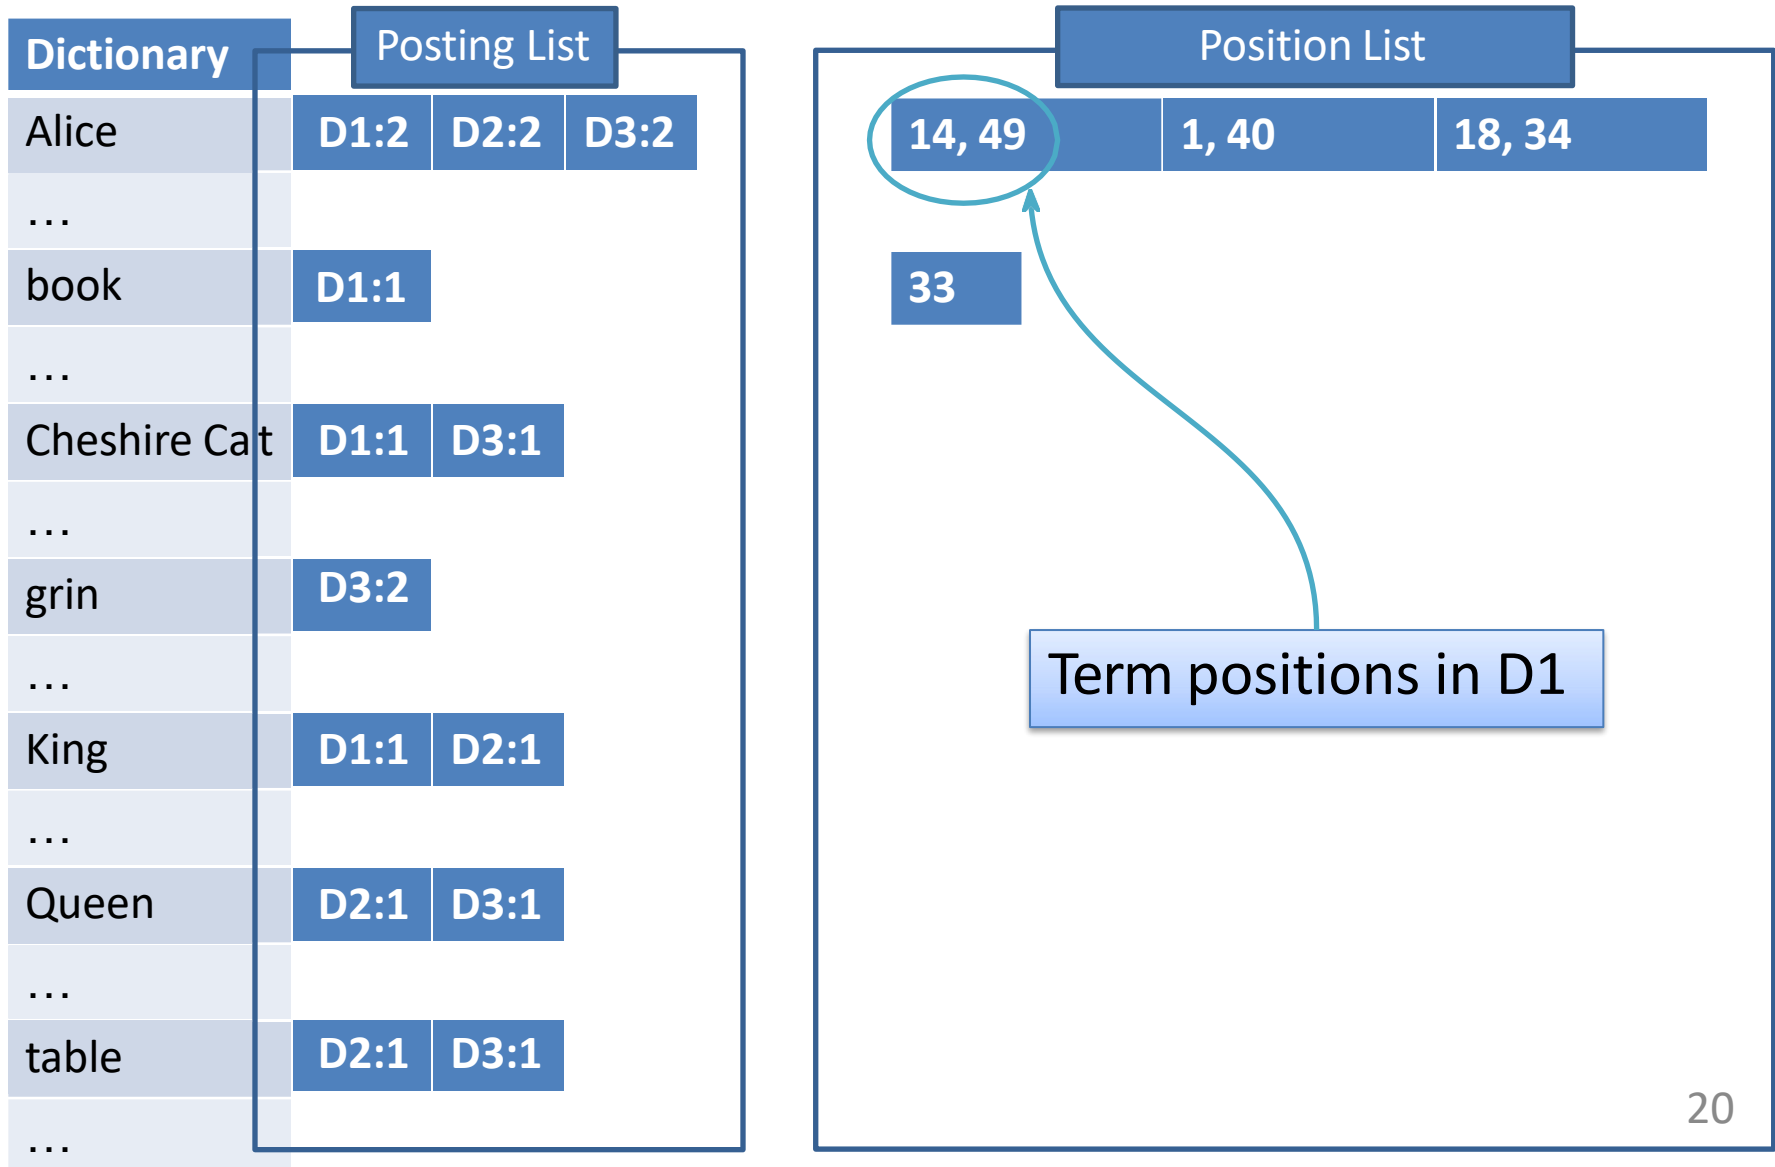 Dictionary Posting List Position List
Alice D1:2 D2:2 D3:2 14, 49 1, 40 18, 34
...
book D1:1 33
...
Cheshire Cat D1:1 D3:1
...
grin D3:2
...
Term positions in D1
King D1:1 D2:1
...
Queen D2:1 D3:1
...
table D2:1 D3:1
...
20